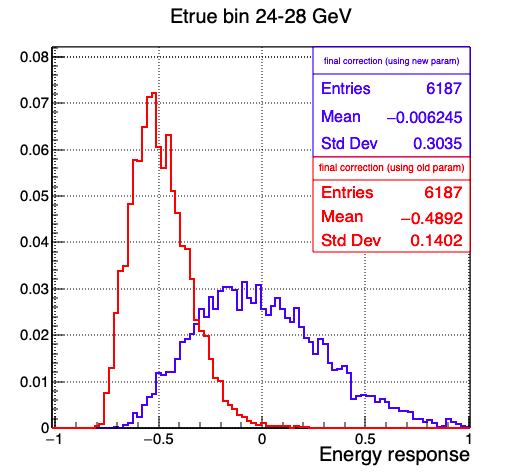 Etrue bin 24-28 GeV
final correction (using new param)
Entries 6187
Mean −0.006245
Std Dev 0.3035
final correction (using old param)
Entries 6187
Mean −0.4892
Std Dev 0.1402
0.08
0.07
0.06
0.05
0.04
0.03
0.02
0.01
0
−1 −0.5 0 0.5 1
Energy response